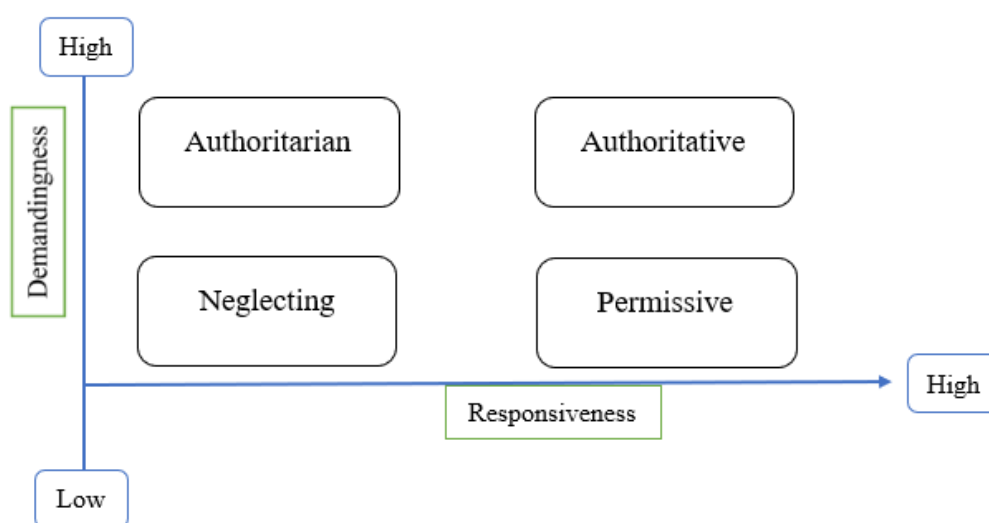 High
Demandingness
Authoritarian
Authoritative
Neglecting
Permissive
High
Responsiveness
Low